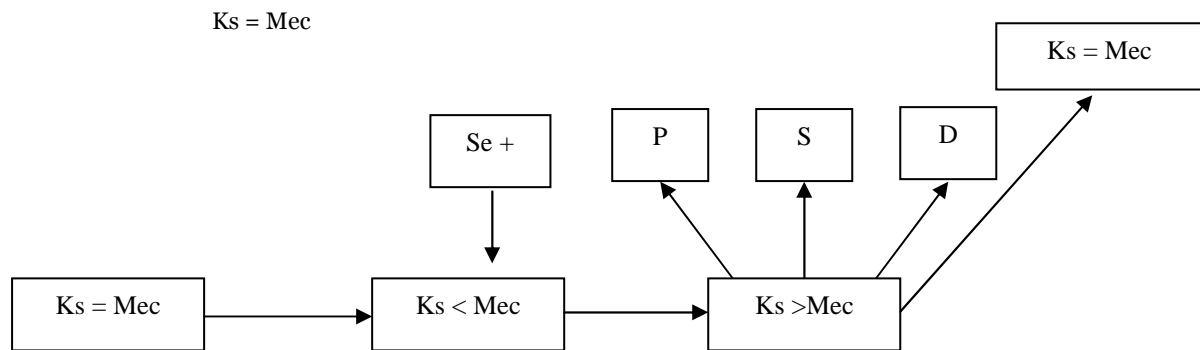 Ks = Mec
Ks = Mec
Se +
P
S
D
Ks = Mec
Ks < Mec
Ks >Mec